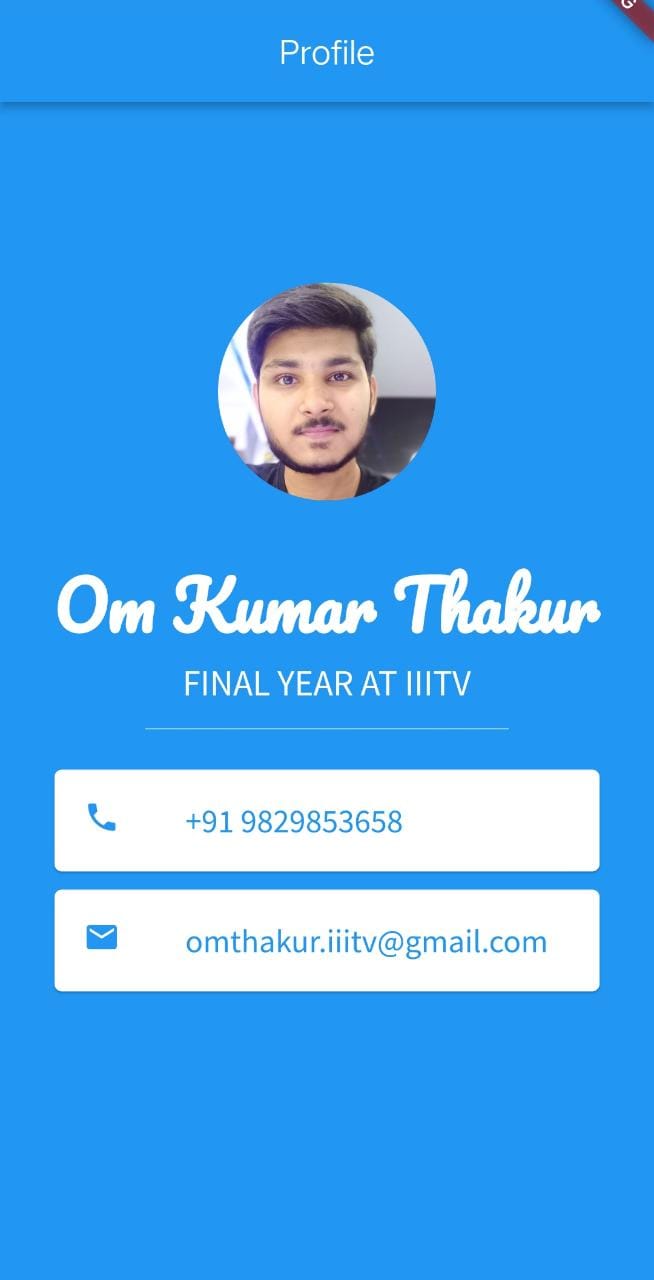 Profile
Om Kumar Thakur
FINAL YEAR AT IIITV
+91 9829853658
omthakur.iiitv@gmail.com